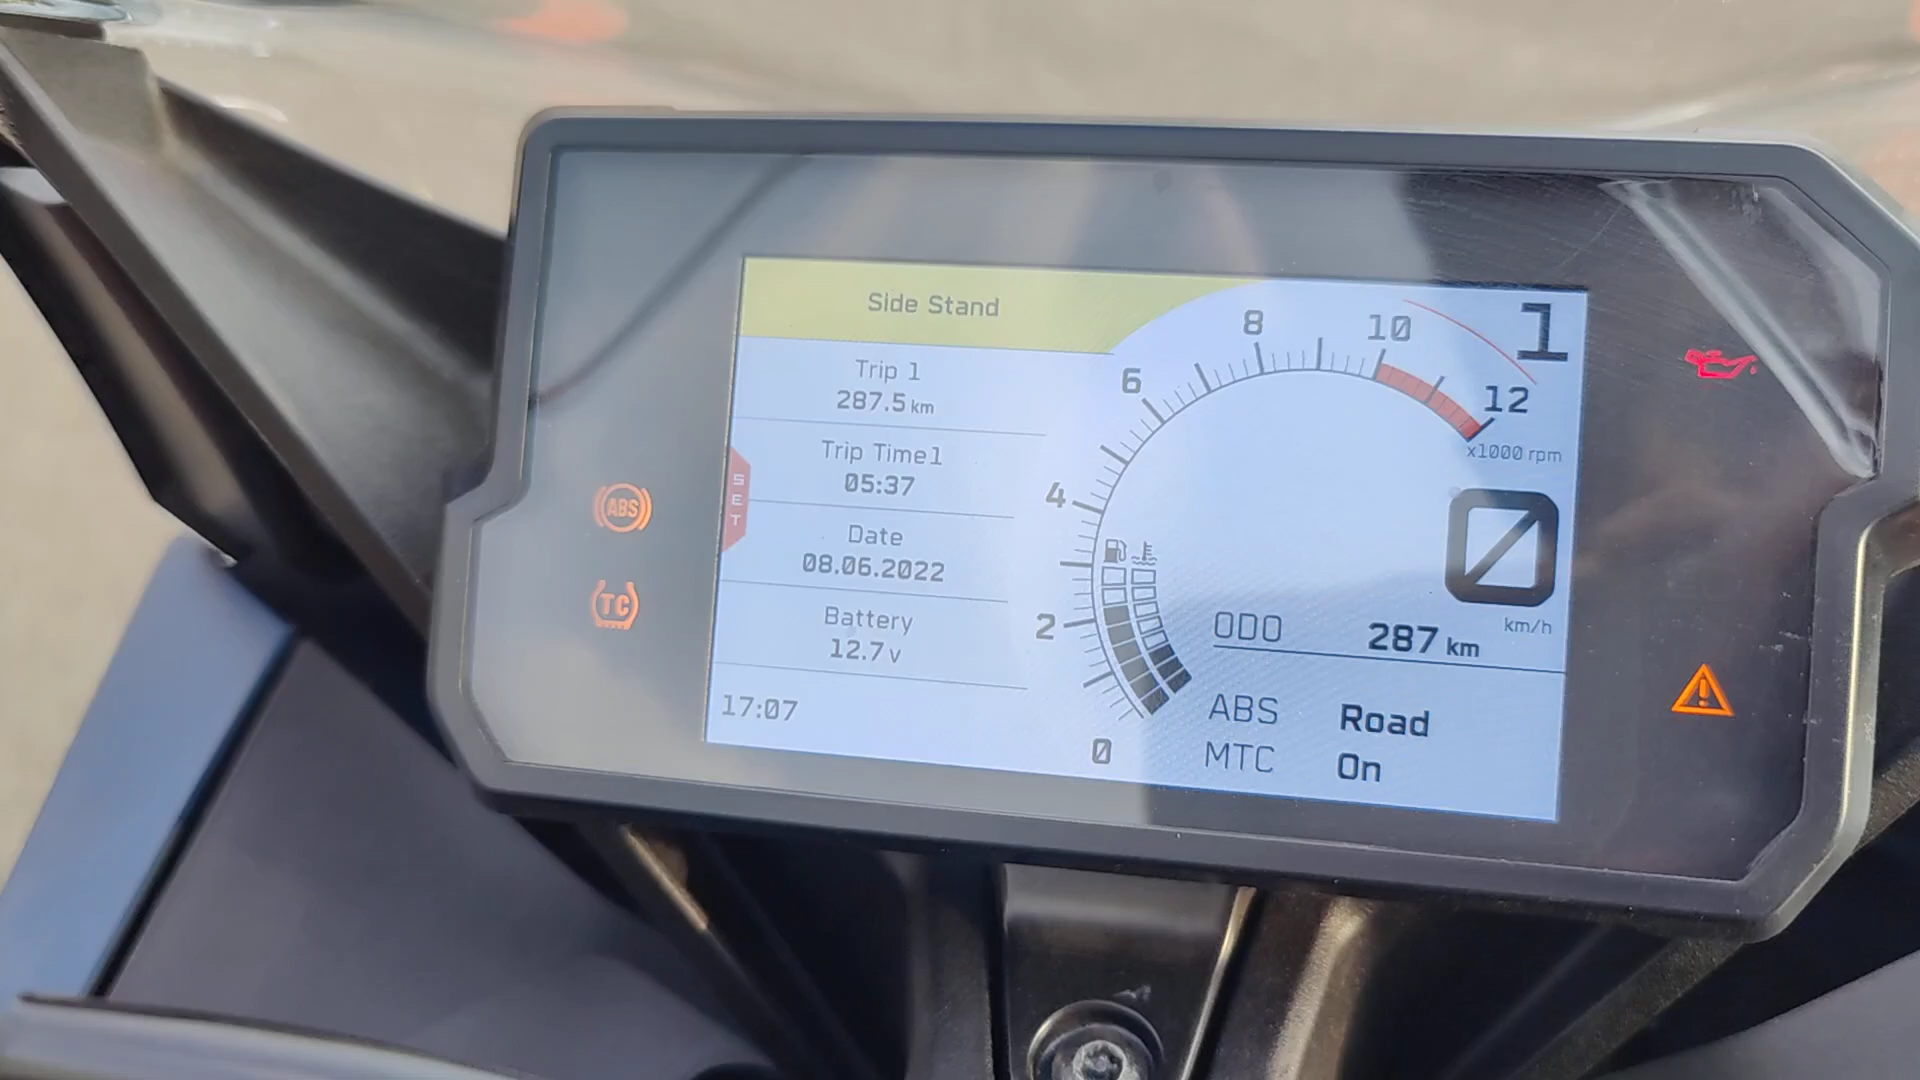 Side Stand
Trip 1
287.5 km
Trip Time1
05:37
Date
08.06.2022
Battery
12.7 V
17:07
SET
ABS
TC
0
2
4
6
8
10
12
x1000 rpm
1
0
km/h
ODO 287 km
ABS Road
MTC On